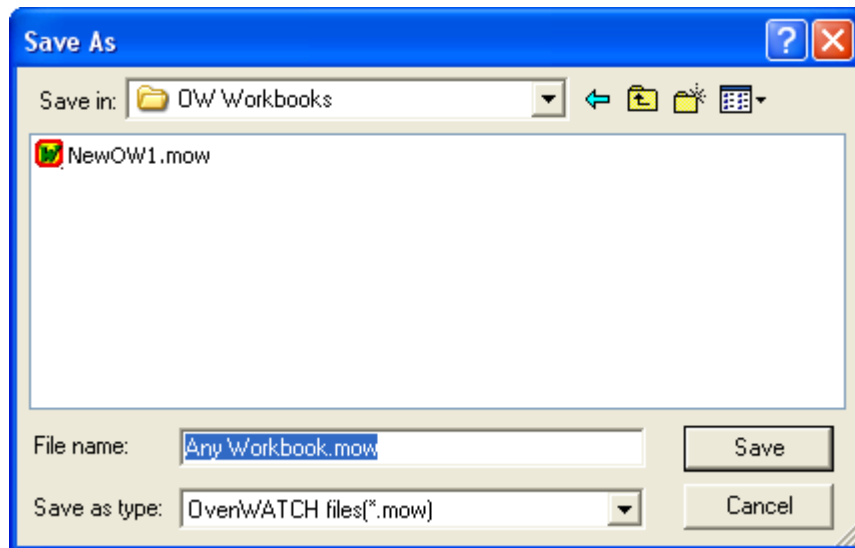 Save As
Save in: OW Workbooks
NewOW1.mow
File name: Any Workbook.mow Save
Save as type: OvenWATCH files(*.mow) Cancel